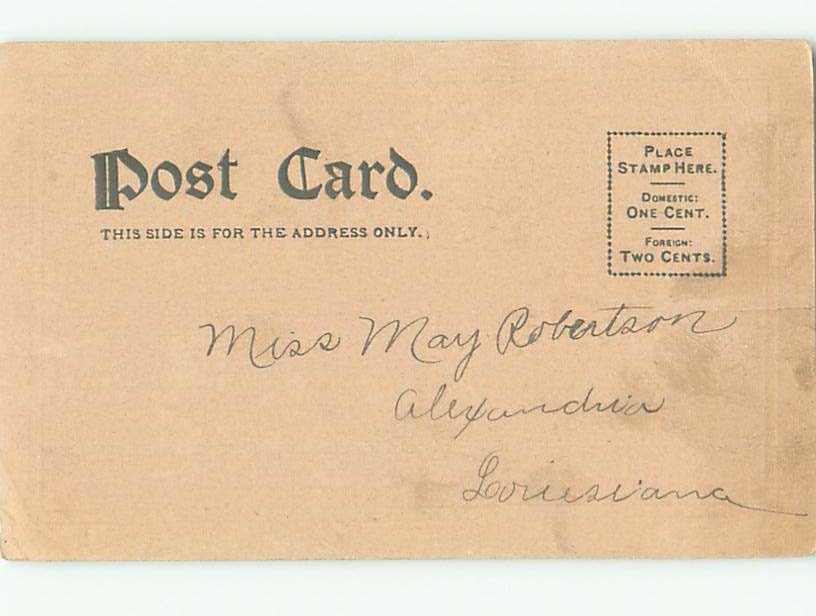 Post Card.
THIS SIDE IS FOR THE ADDRESS ONLY.
PLACE
STAMP HERE.
DOMESTIC:
ONE CENT.
FOREIGN:
TWO CENTS.
Miss May Robertson
Alexandria
Louiesiana